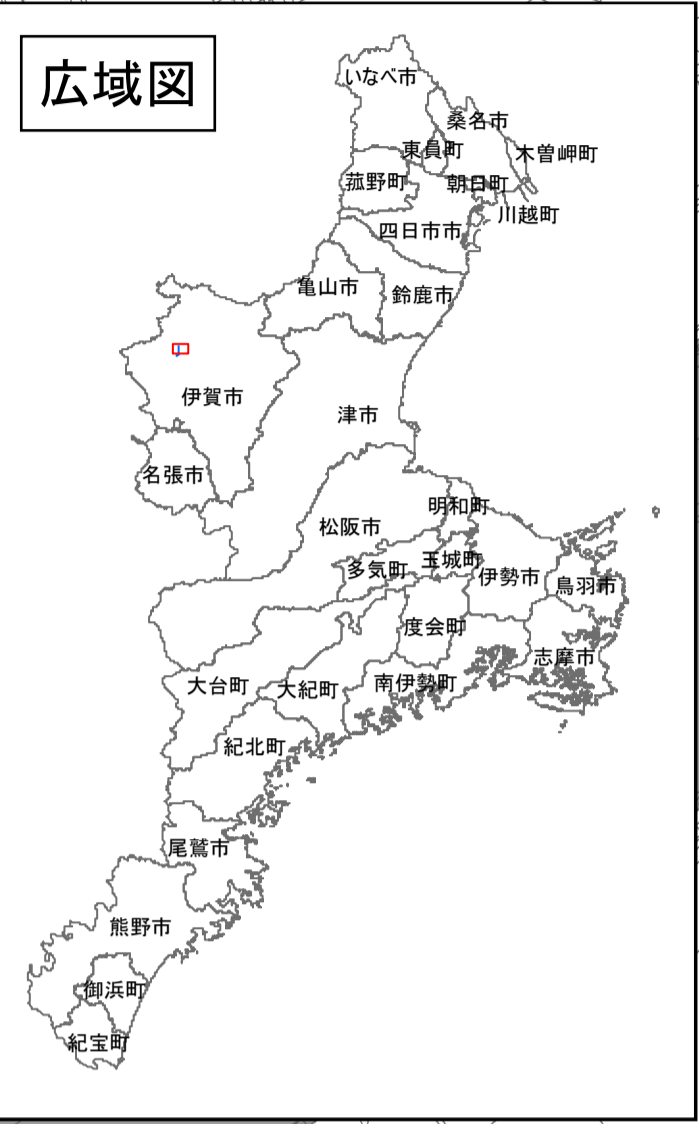 広域図
いなべ市
桑名市
東員町
木曽岬町
菰野町
朝日町
川越町
四日市市
亀山市
鈴鹿市
伊賀市
津市
名張市
明和町
松阪市
玉城町
多気町
伊勢市
鳥羽市
度会町
志摩市
大台町
大紀町
南伊勢町
紀北町
尾鷲市
熊野市
御浜町
紀宝町